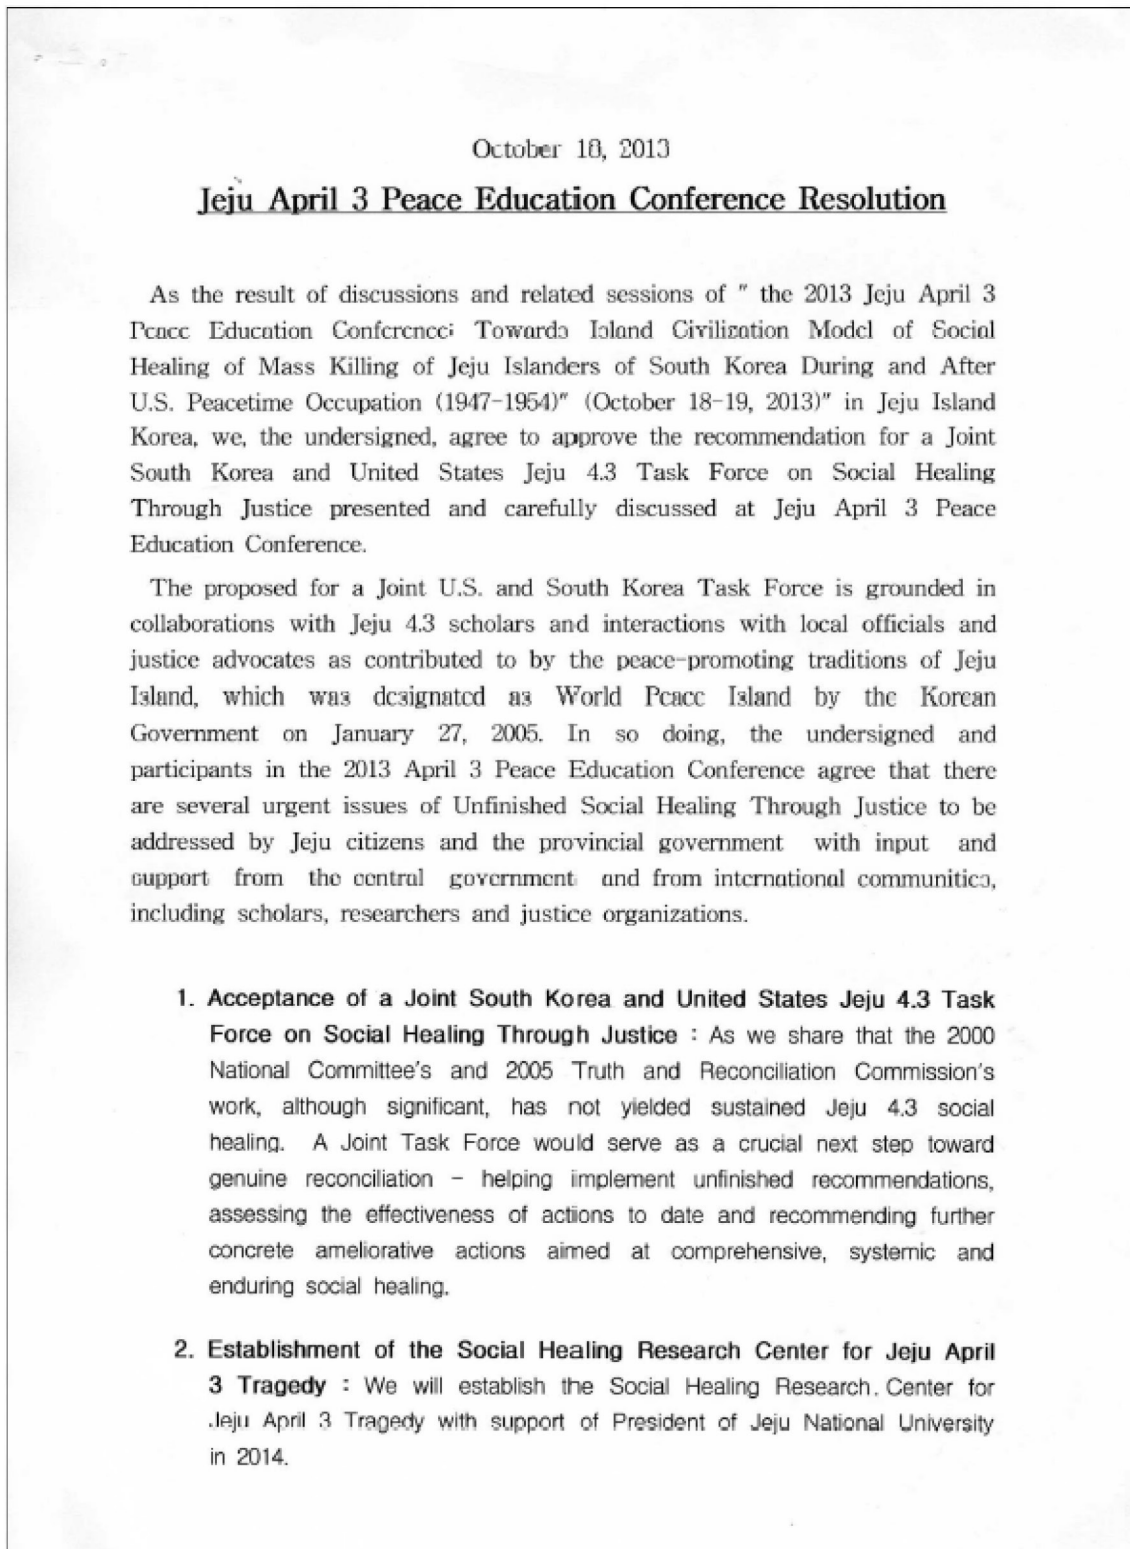 October 18, 2013
Jeju April 3 Peace Education Conference Resolution
As the result of discussions and related sessions of " the 2013 Jeju April 3
Peace Education Conference: Towards Island Civilization Model of Social
Healing of Mass Killing of Jeju Islanders of South Korea During and After
U.S. Peacetime Occupation (1947-1954)" (October 18-19, 2013)" in Jeju Island
Korea, we, the undersigned, agree to approve the recommendation for a Joint
South Korea and United States Jeju 4.3 Task Force on Social Healing
Through Justice presented and carefully discussed at Jeju April 3 Peace
Education Conference.
The proposed for a Joint U.S. and South Korea Task Force is grounded in
collaborations with Jeju 4.3 scholars and interactions with local officials and
justice advocates as contributed to by the peace-promoting traditions of Jeju
Island, which was designated as World Peace Island by the Korean
Government on January 27, 2005. In so doing, the undersigned and
participants in the 2013 April 3 Peace Education Conference agree that there
are several urgent issues of Unfinished Social Healing Through Justice to be
addressed by Jeju citizens and the provincial government with input and
support from the central government and from international communities,
including scholars, researchers and justice organizations.
1. Acceptance of a Joint South Korea and United States Jeju 4.3 Task
Force on Social Healing Through Justice : As we share that the 2000
National Committee's and 2005 Truth and Reconciliation Commission's
work, although significant, has not yielded sustained Jeju 4.3 social
healing. A Joint Task Force would serve as a crucial next step toward
genuine reconciliation - helping implement unfinished recommendations,
assessing the effectiveness of actions to date and recommending further
concrete ameliorative actions aimed at comprehensive, systemic and
enduring social healing.
2. Establishment of the Social Healing Research Center for Jeju April
3 Tragedy : We will establish the Social Healing Research. Center for
Jeju April 3 Tragedy with support of President of Jeju National University
in 2014.